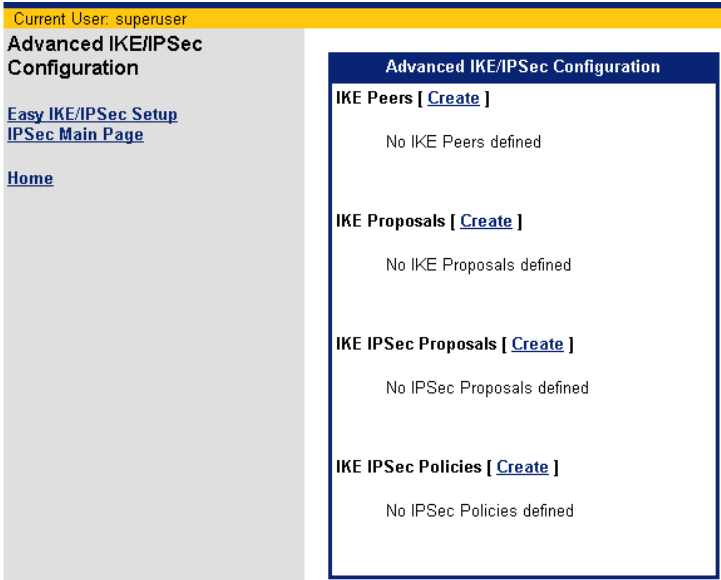 Current User: superuser
Advanced IKE/IPSec
Configuration
Easy IKE/IPSec Setup
IPSec Main Page
Home
Advanced IKE/IPSec Configuration
IKE Peers [ Create ]
No IKE Peers defined
IKE Proposals [ Create ]
No IKE Proposals defined
IKE IPSec Proposals [ Create ]
No IPSec Proposals defined
IKE IPSec Policies [ Create ]
No IPSec Policies defined